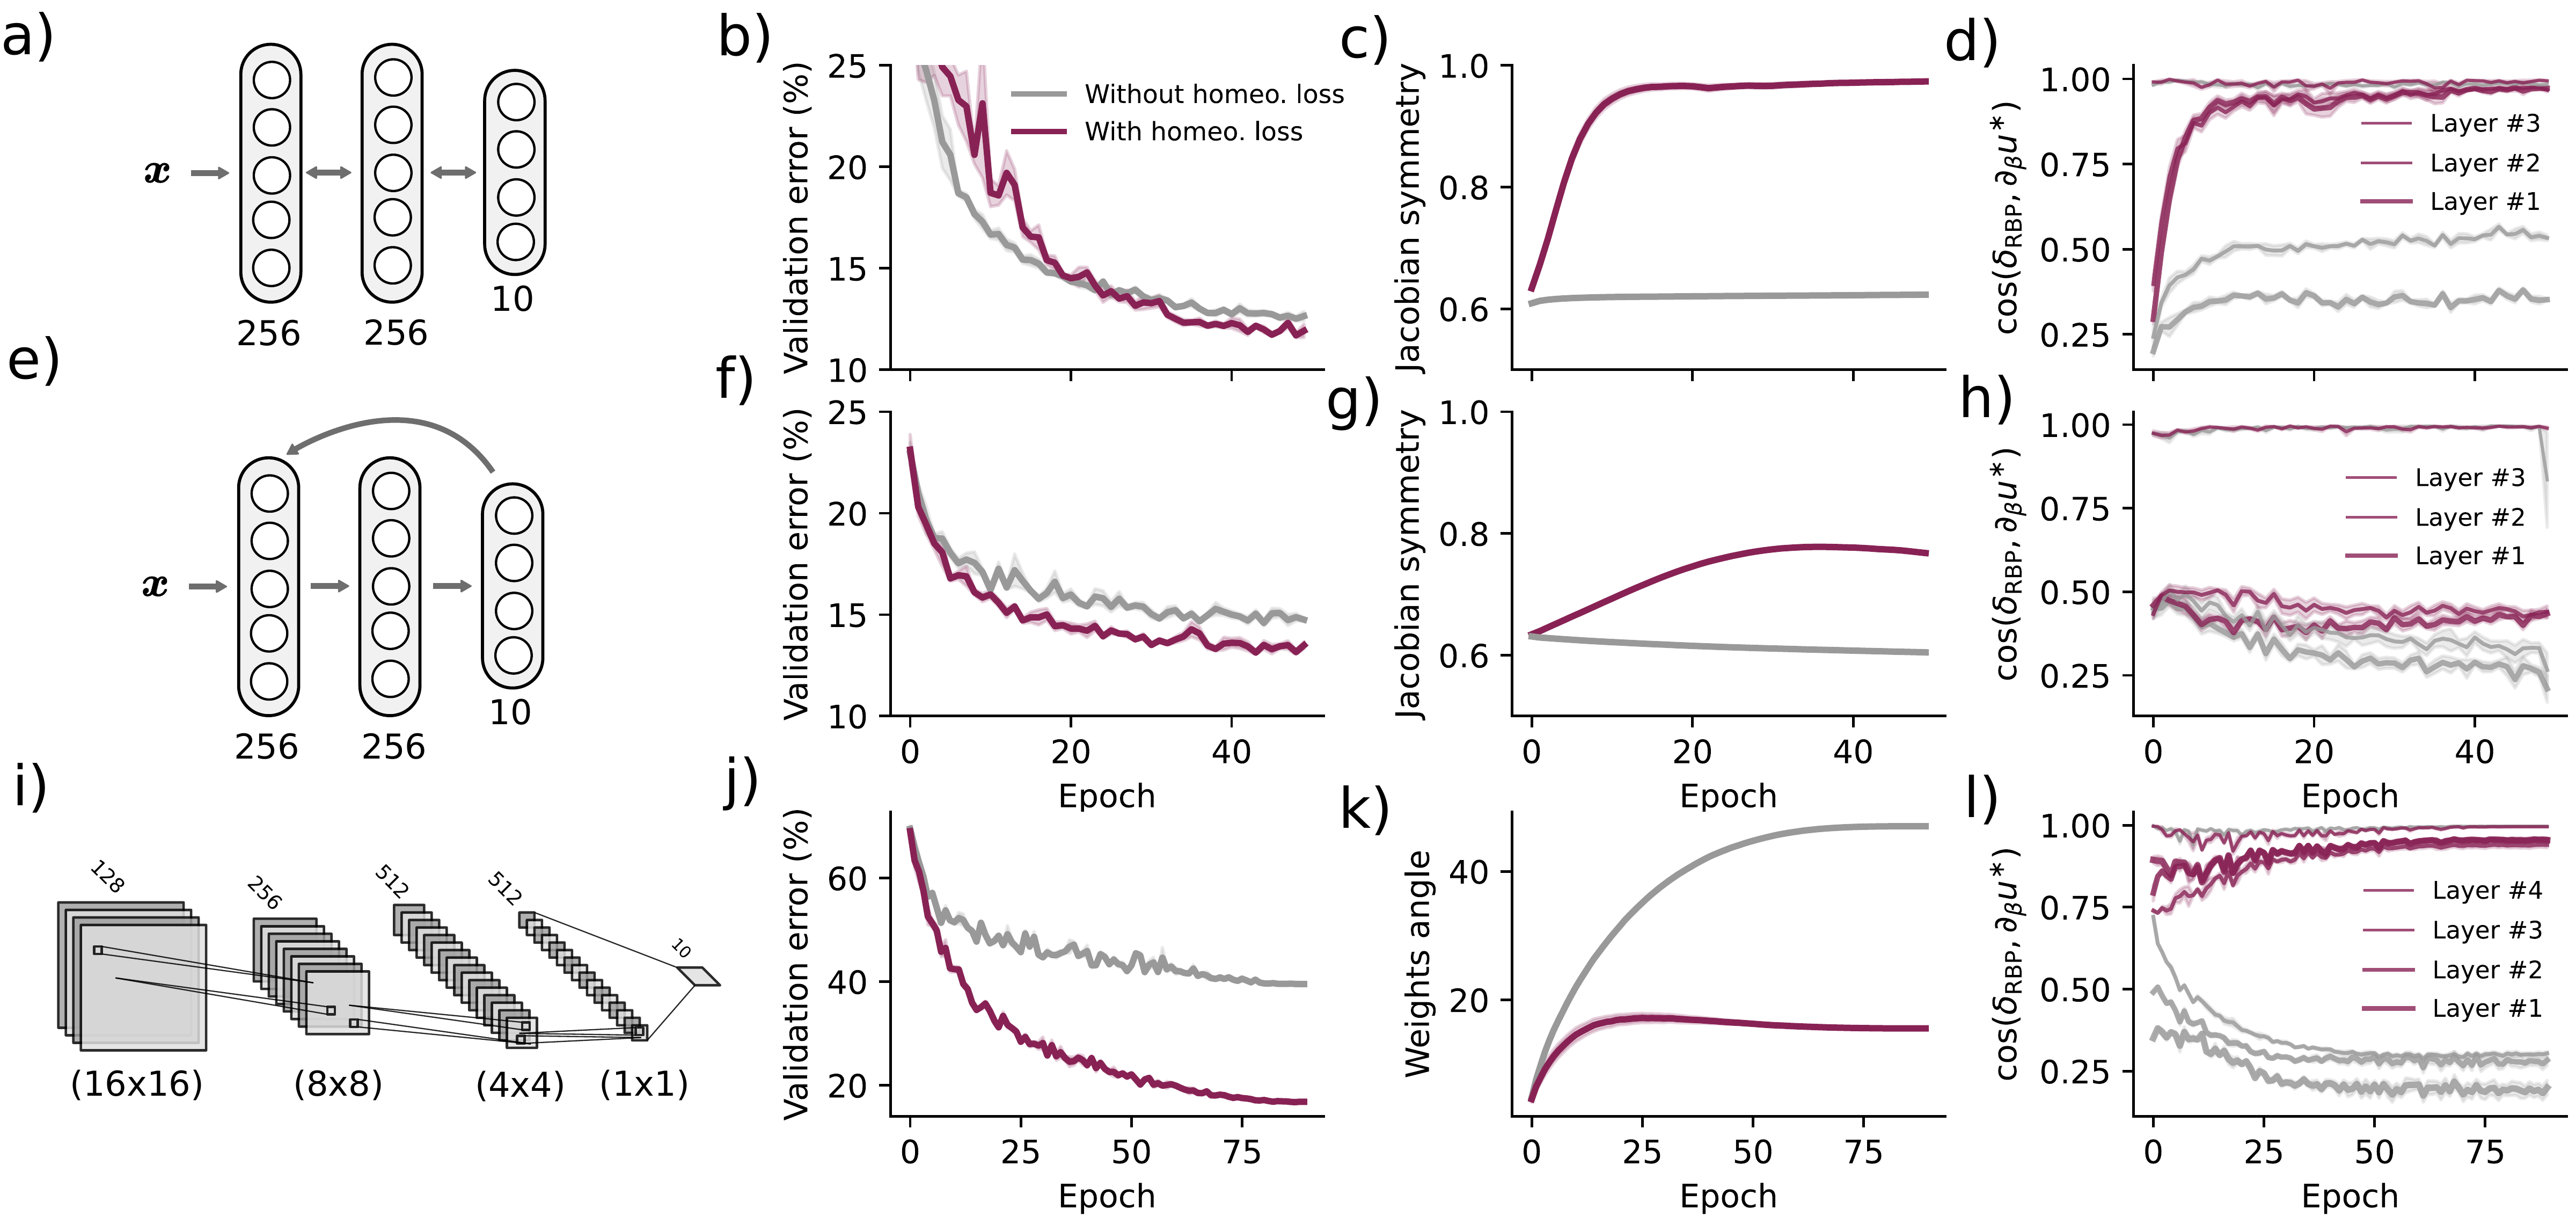 a)
x
256
256
10
b)
Validation error (%)
25
20
15
10
Without homeo. loss
With homeo. loss
c)
Jacobian symmetry
1.0
0.8
0.6
d)
cos(δ_RBP, ∂_βu*)
1.00
0.75
0.50
0.25
Layer #3
Layer #2
Layer #1
e)
x
256
256
10
f)
Validation error (%)
25
20
15
10
0
20
40
Epoch
g)
Jacobian symmetry
1.0
0.8
0.6
0
20
40
Epoch
h)
cos(δ_RBP, ∂_βu*)
1.00
0.75
0.50
0.25
Layer #3
Layer #2
Layer #1
0
20
40
Epoch
i)
128
256
512
512
10
(16x16)
(8x8)
(4x4)
(1x1)
j)
Validation error (%)
60
40
20
0
25
50
75
Epoch
k)
Weights angle
40
20
0
25
50
75
Epoch
l)
cos(δ_RBP, ∂_βu*)
1.00
0.75
0.50
0.25
Layer #4
Layer #3
Layer #2
Layer #1
0
25
50
75
Epoch